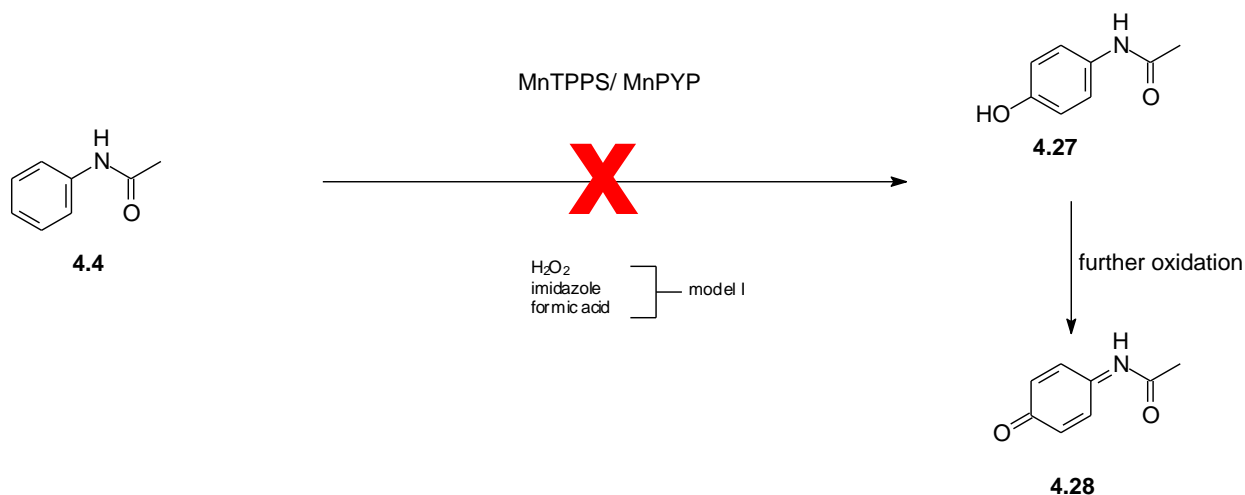 MnTPPS/ MnPYP
H
N
O
4.4
X
H₂O₂
imidazole
formic acid
model I
H
N
O
HO
4.27
further oxidation
H
N
O
O
4.28